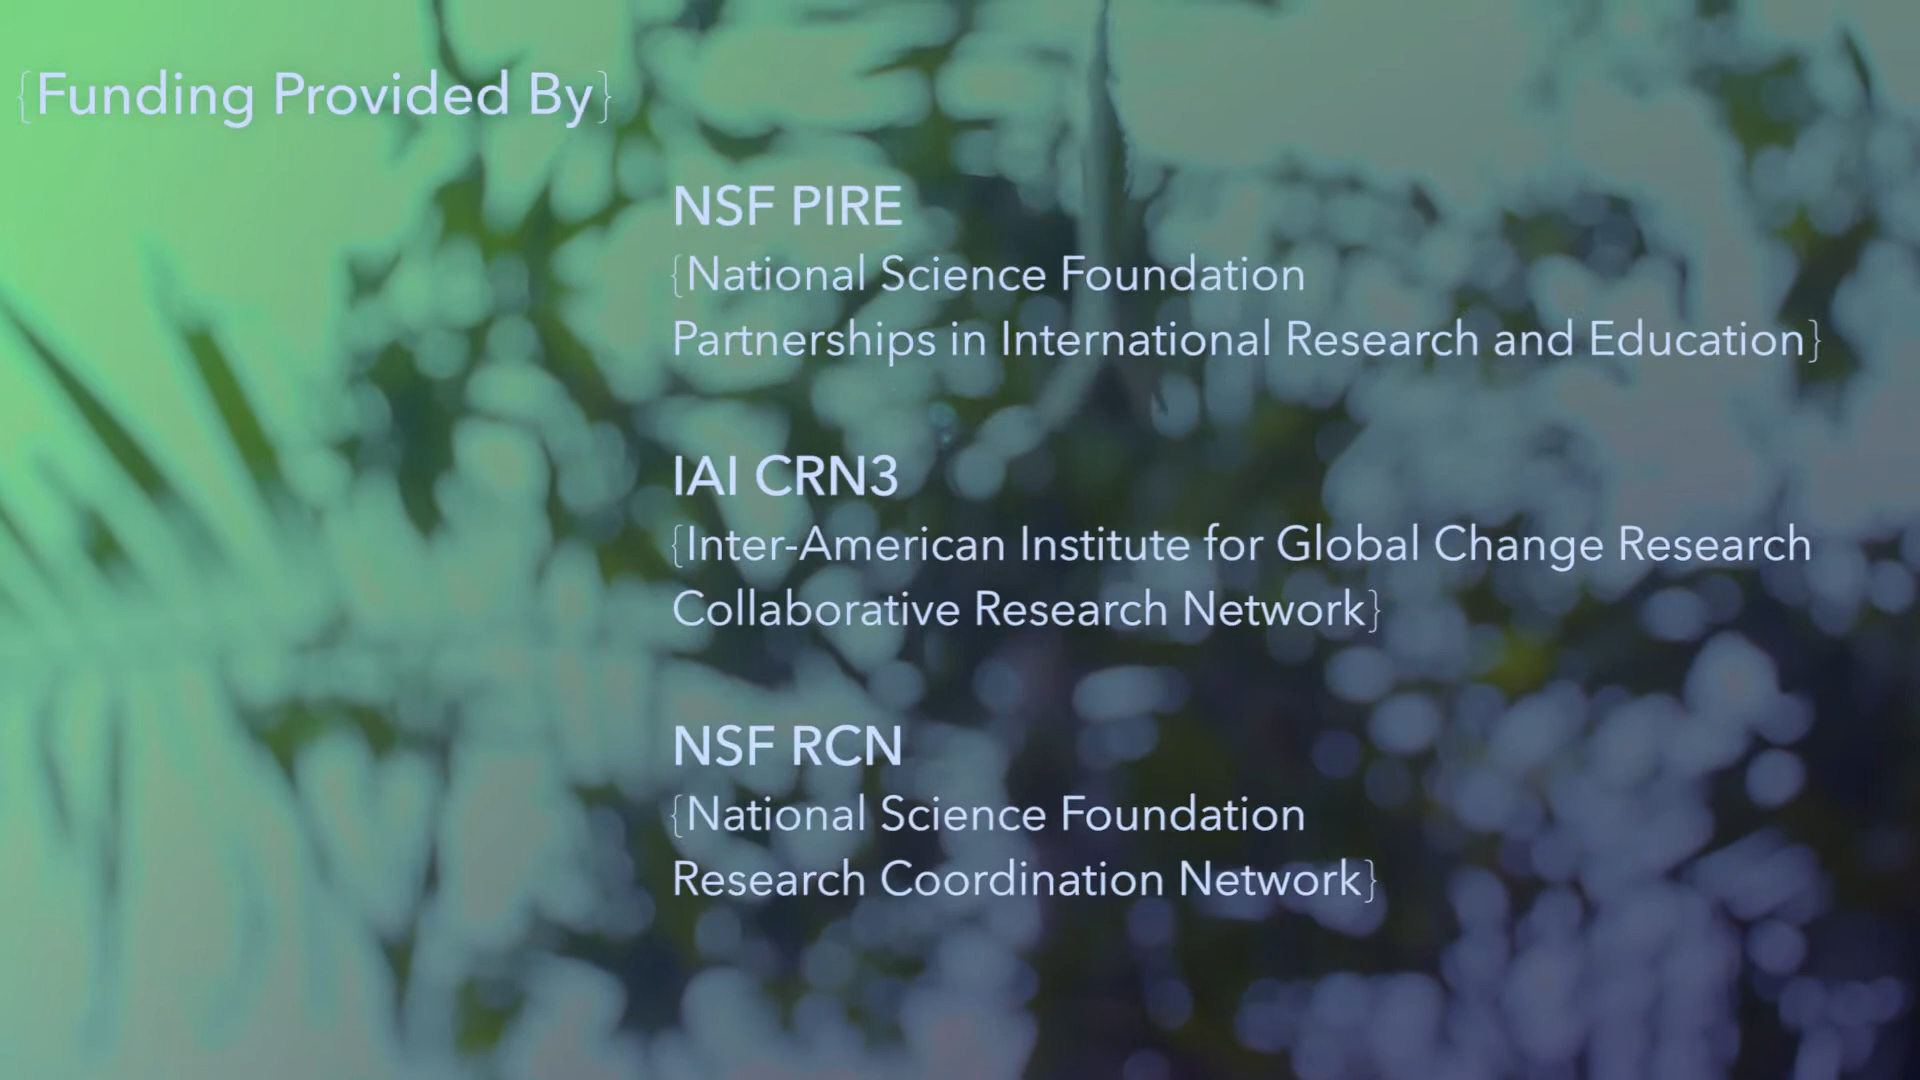 {Funding Provided By}
NSF PIRE
{National Science Foundation
Partnerships in International Research and Education}
IAI CRN3
{Inter-American Institute for Global Change Research
Collaborative Research Network}
NSF RCN
{National Science Foundation
Research Coordination Network}